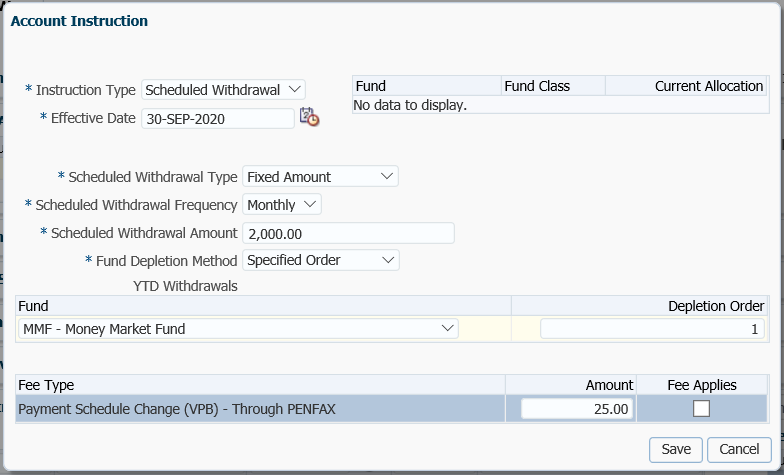 Account Instruction
* Instruction Type Scheduled Withdrawal
Fund Fund Class Current Allocation
No data to display.
* Effective Date 30-SEP-2020
* Scheduled Withdrawal Type Fixed Amount
* Scheduled Withdrawal Frequency Monthly
* Scheduled Withdrawal Amount 2,000.00
* Fund Depletion Method Specified Order
YTD Withdrawals
Fund Depletion Order
MMF - Money Market Fund 1
Fee Type Amount Fee Applies
Payment Schedule Change (VPB) - Through PENFAX 25.00
Save Cancel